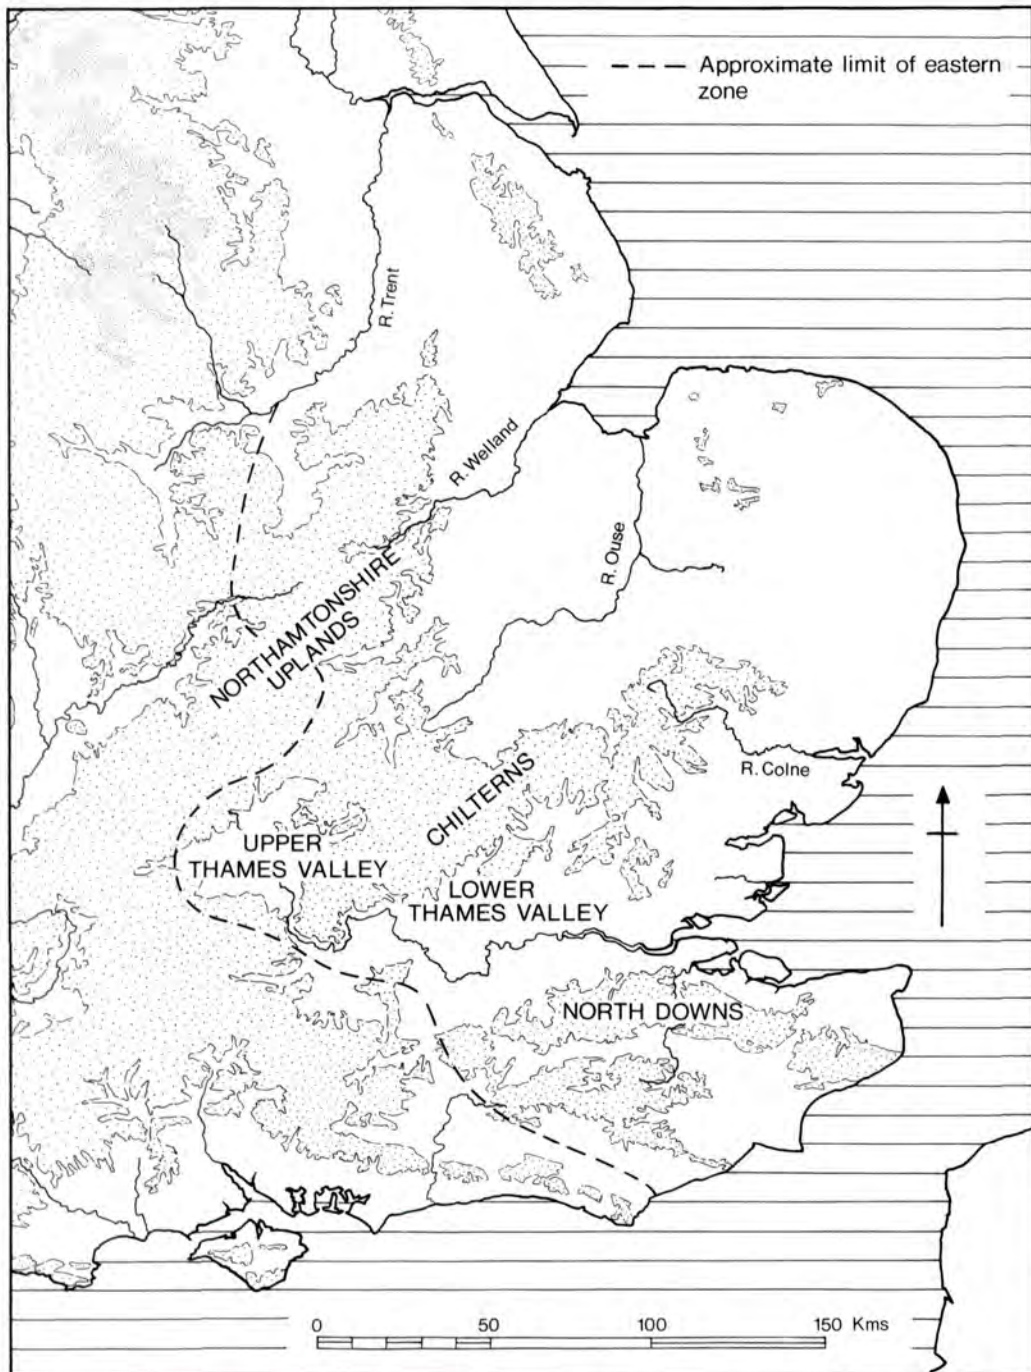 Approximate limit of eastern
zone
R. Trent
R. Welland
R. Ouse
NORTHAMTONSHIRE
UPLANDS
R. Colne
CHILTERNS
UPPER
THAMES VALLEY
LOWER
THAMES VALLEY
NORTH DOWNS
0 50 100 150 Kms